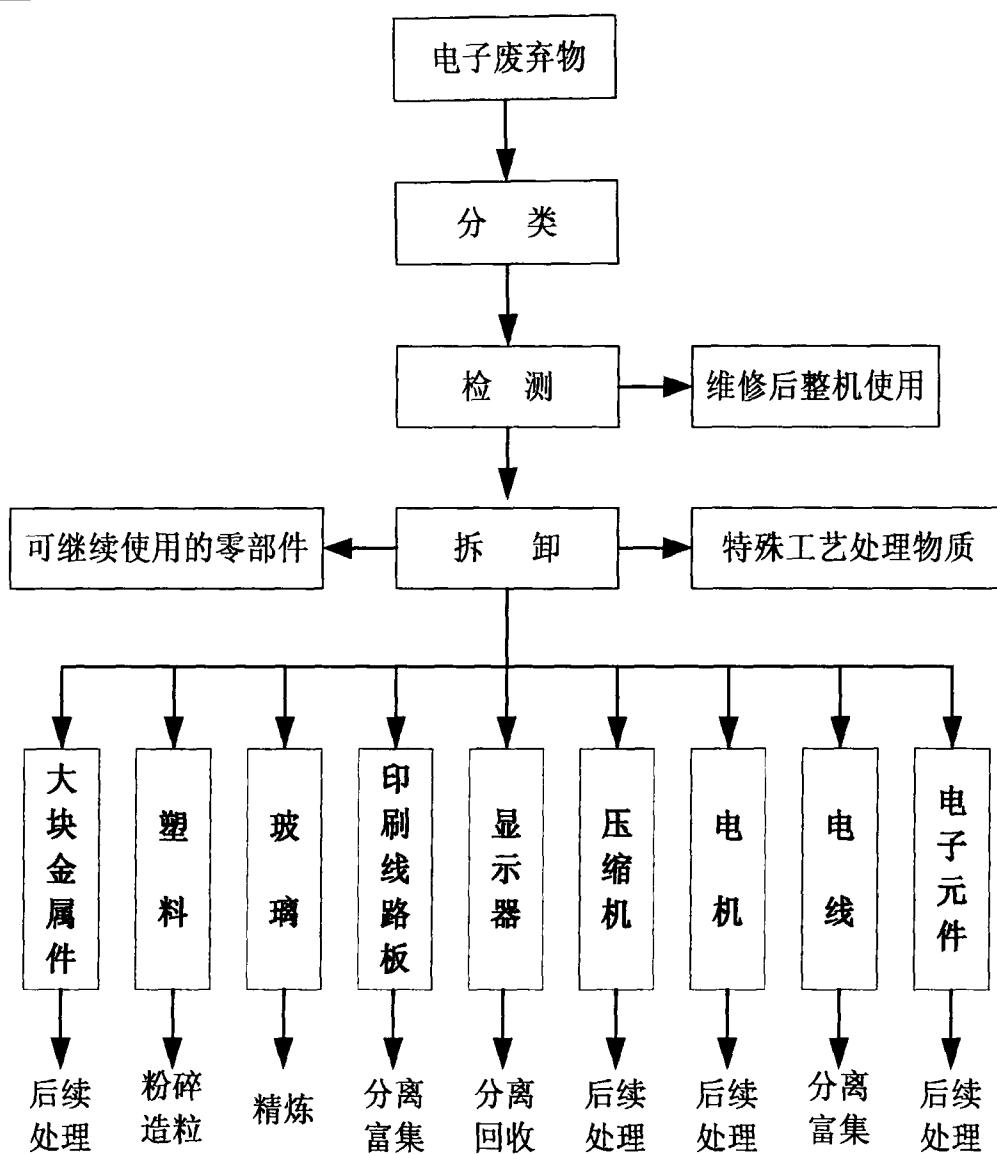 电子废弃物
分 类
检 测
维修后整机使用
可继续使用的零部件
拆 卸
特殊工艺处理物质
大块金属件
塑料
玻璃
印刷线路板
显示器
压缩机
电机
电线
电子元件
后续
处理
粉碎
造粒
精炼
分离
富集
分离
回收
后续
处理
后续
处理
分离
富集
后续
处理